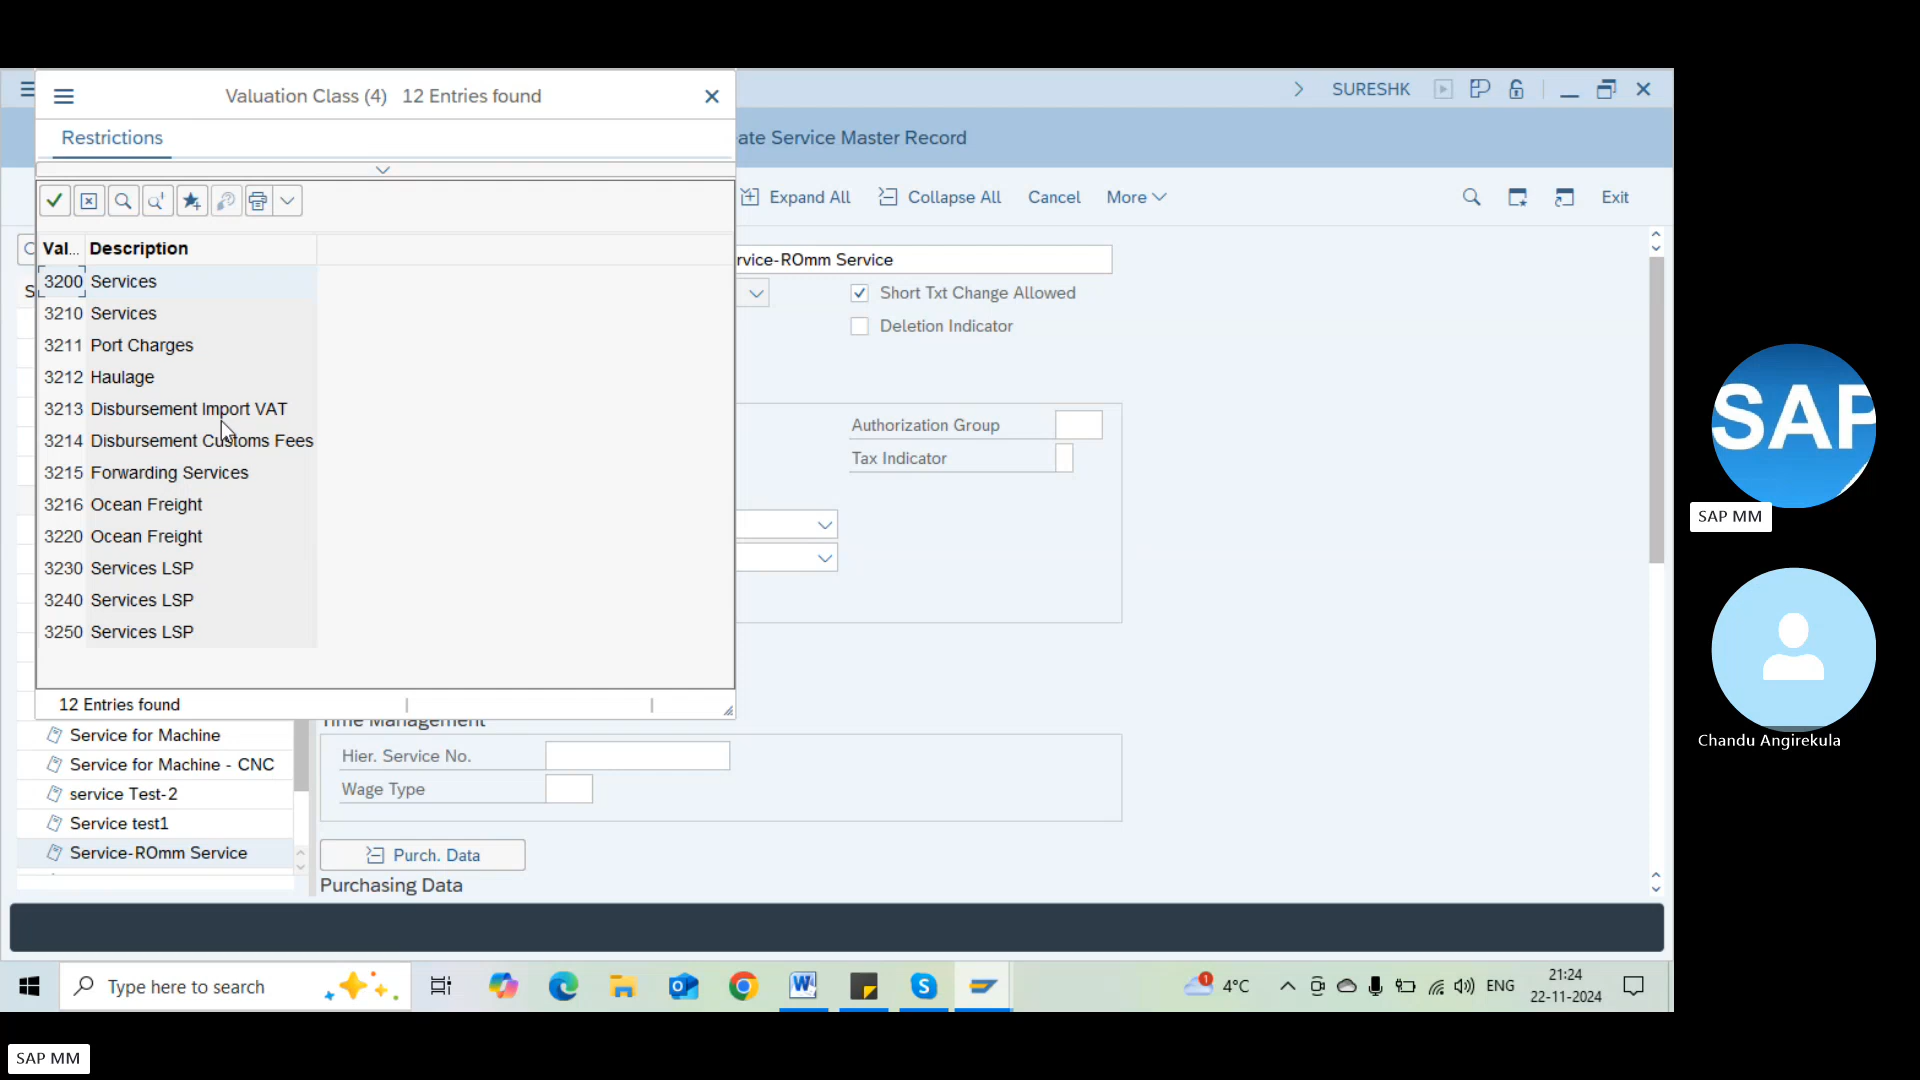 Valuation Class (4) 12 Entries found
SURESHK
Restrictions
ate Service Master Record
Expand All
Collapse All
Cancel
More
Exit
Val...
Description
rvice-ROmm Service
3200 Services
Short Txt Change Allowed
3210 Services
Deletion Indicator
3211 Port Charges
3212 Haulage
3213 Disbursement Import VAT
Authorization Group
3214 Disbursement Customs Fees
Tax Indicator
3215 Forwarding Services
3216 Ocean Freight
3220 Ocean Freight
3230 Services LSP
3240 Services LSP
3250 Services LSP
12 Entries found
Time Management
Service for Machine
Hier. Service No.
Service for Machine - CNC
Wage Type
service Test-2
Service test1
Service-ROmm Service
Purch. Data
Purchasing Data
Type here to search
4°C
ENG
21:24
22-11-2024
SAP
SAP MM
Chandu Angirekula
SAP MM